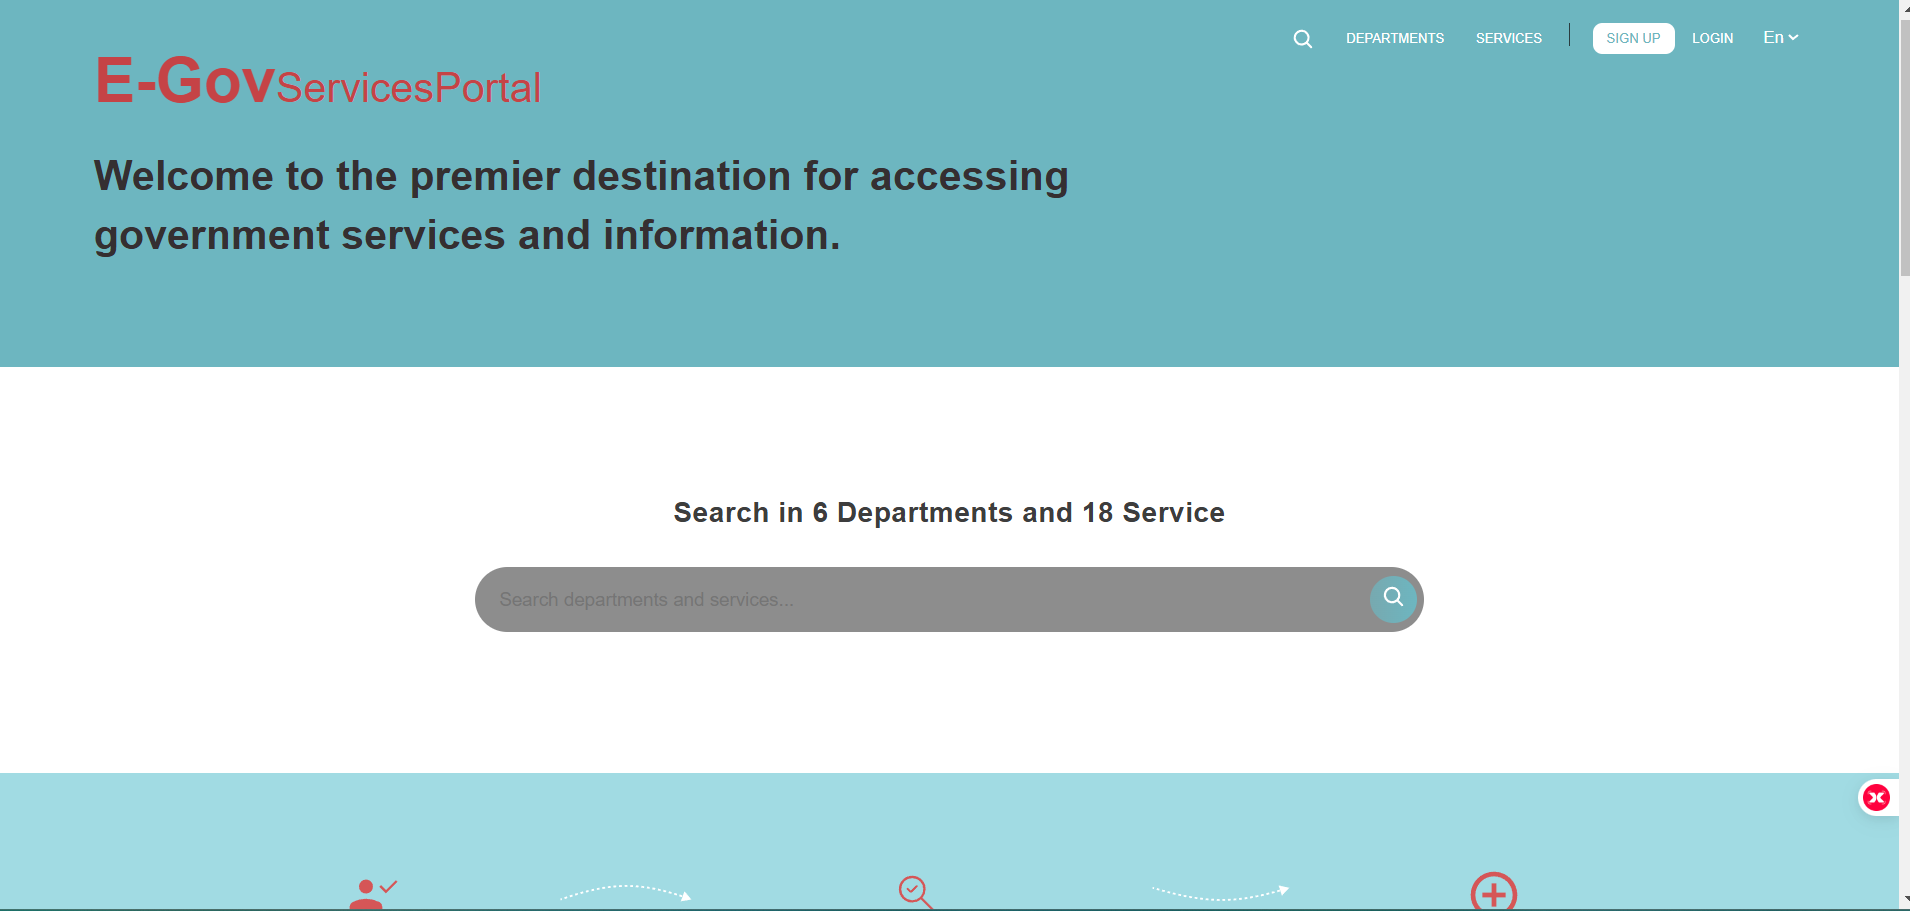 DEPARTMENTS SERVICES SIGN UP LOGIN En
E-GovServicesPortal
Welcome to the premier destination for accessing
government services and information.
Search in 6 Departments and 18 Service
Search departments and services...